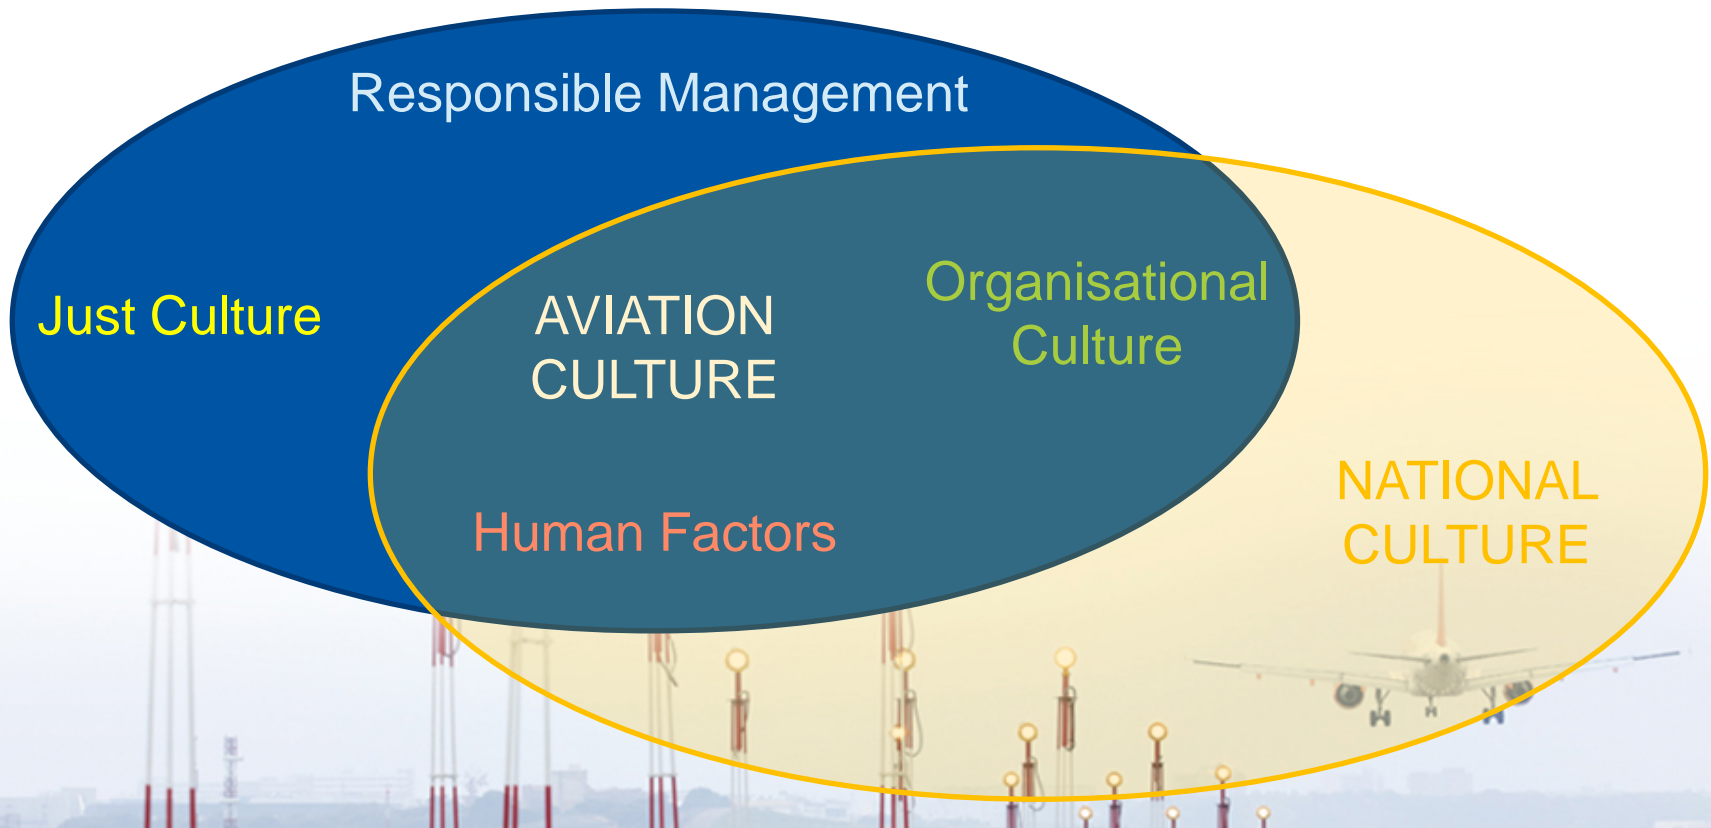 Responsible Management
Just Culture
AVIATION
CULTURE
Organisational
Culture
Human Factors
NATIONAL
CULTURE